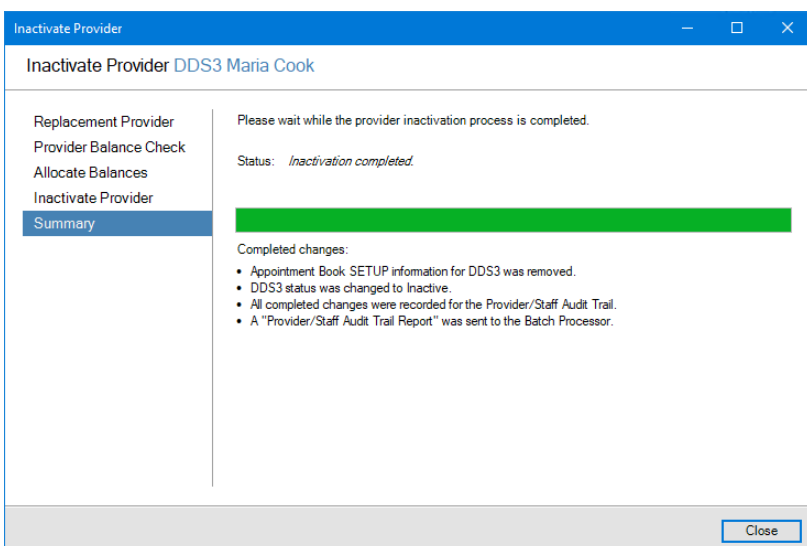 Inactivate Provider
Inactivate Provider DDS3 Maria Cook
Replacement Provider
Provider Balance Check
Allocate Balances
Inactivate Provider
Summary
Please wait while the provider inactivation process is completed.
Status: Inactivation completed.
Completed changes:
• Appointment Book SETUP information for DDS3 was removed.
• DDS3 status was changed to Inactive.
• All completed changes were recorded for the Provider/Staff Audit Trail.
• A "Provider/Staff Audit Trail Report" was sent to the Batch Processor.
Close